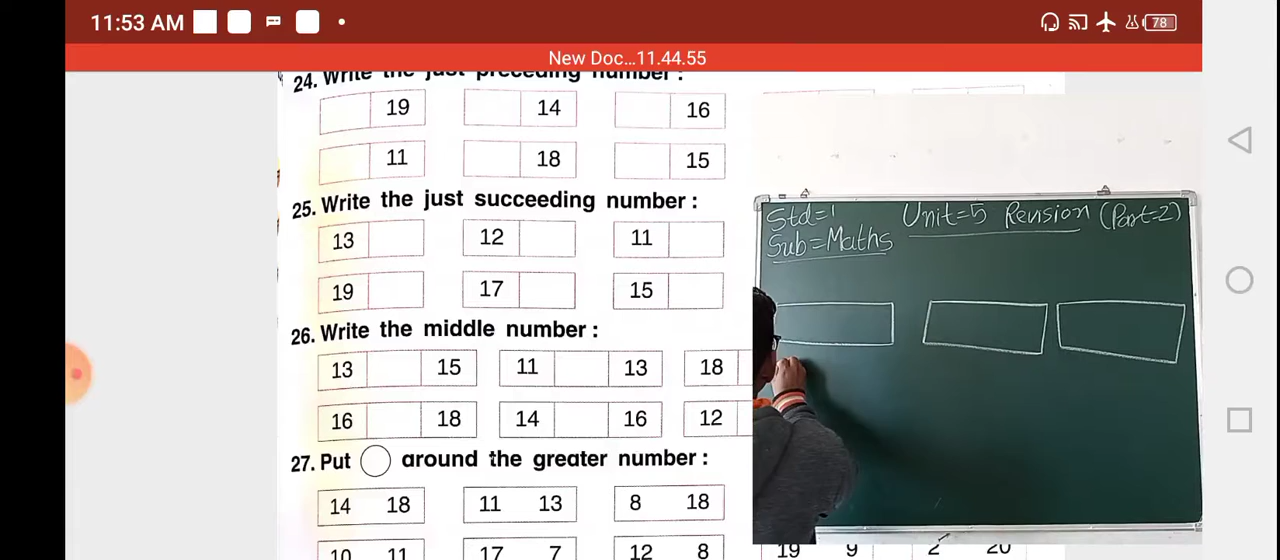 11:53 AM
78
New Doc...11.44.55
24. Write the just preceding number :
19 14 16
11 18 15
25. Write the just succeeding number :
13 12 11
19 17 15
26. Write the middle number :
13 15 11 13 18
16 18 14 16 12
27. Put around the greater number :
14 18 11 13 8 18
10 11 17 7 12 8 19 9 2 20
Std=1 Unit=5 Revision (Part=2)
Sub=Maths